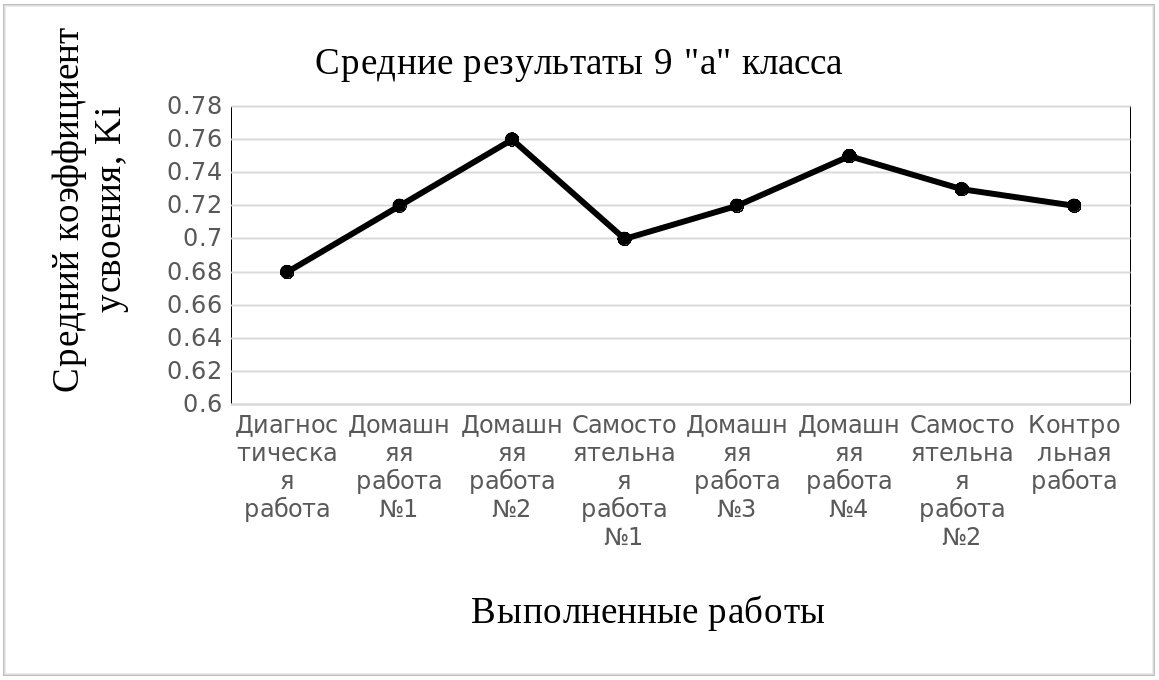 Средние результаты 9 "а" класса
Средний коэффициент
усвоения, Ki
0.78
0.76
0.74
0.72
0.7
0.68
0.66
0.64
0.62
0.6
Диагнос
тическа
я
работа
Домашн
яя
работа
№1
Домашн
яя
работа
№2
Самосто
ятельна
я
работа
№1
Домашн
яя
работа
№3
Домашн
яя
работа
№4
Самосто
ятельна
я
работа
№2
Контро
льная
работа
Выполненные работы